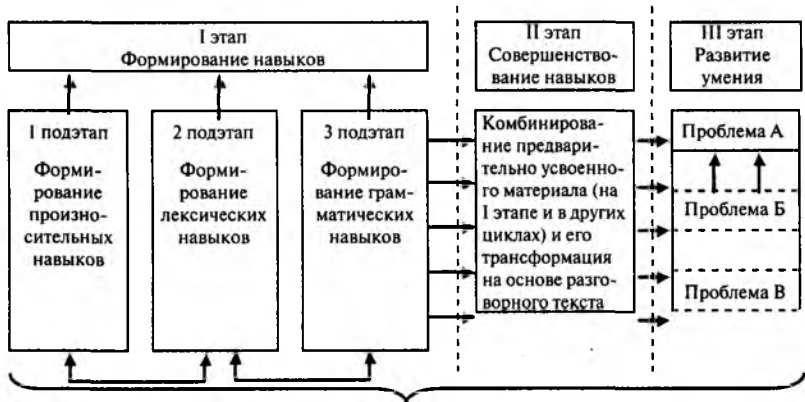 I этап
Формирование навыков
II этап
Совершенство-
вание навыков
III этап
Развитие
умения
1 подэтап
Форми-
рование
произно-
сительных
навыков
2 подэтап
Форми-
рование
лексических
навыков
3 подэтап
Формиро-
вание грам-
матических
навыков
Комбинирова-
ние предвари-
тельно усвоенно-
го материала (на
I этапе и в других
циклах) и его
трансформация
на основе разго-
ворного текста
Проблема А
Проблема Б
Проблема В